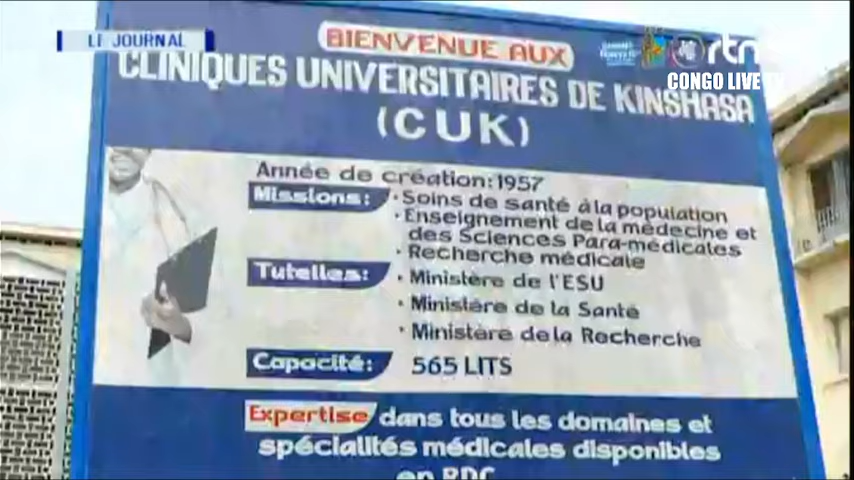 LE JOURNAL
CONGO LIVE TV
BIENVENUE AUX
CLINIQUES UNIVERSITAIRES DE KINSHASA
(CUK)
Année de création:1957
Missions:
• Soins de santé à la population
• Enseignement de la médecine et
des Sciences Para-médicales
• Recherche médicale
Tutelles:
• Ministère de l'ESU
• Ministère de la Santé
• Ministère de la Recherche
Capacité:
565 LITS
Expertise dans tous les domaines et
spécialités médicales disponibles
en RDC